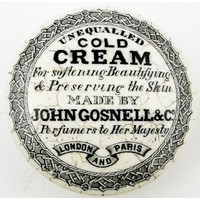 UNEQUALLED
COLD
CREAM
For softening Beautifying
& Preserving the Skin
MADE BY
JOHN GOSNELL & Co.
Perfumers to Her Majesty
LONDON
AND
PARIS